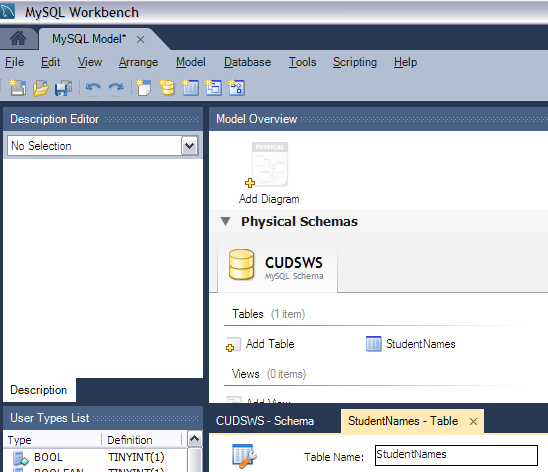 MySQL Workbench
MySQL Model*
File Edit View Arrange Model Database Tools Scripting Help
Description Editor
No Selection
Description
User Types List
Type Definition
BOOL TINYINT(1)
BOOLEAN TINYINT(1)
Model Overview
PHYSICAL
Add Diagram
Physical Schemas
CUDSWS
MySQL Schema
Tables (1 item)
Add Table StudentNames
Views (0 items)
Add View
CUDSWS - Schema StudentNames - Table
Table Name: StudentNames